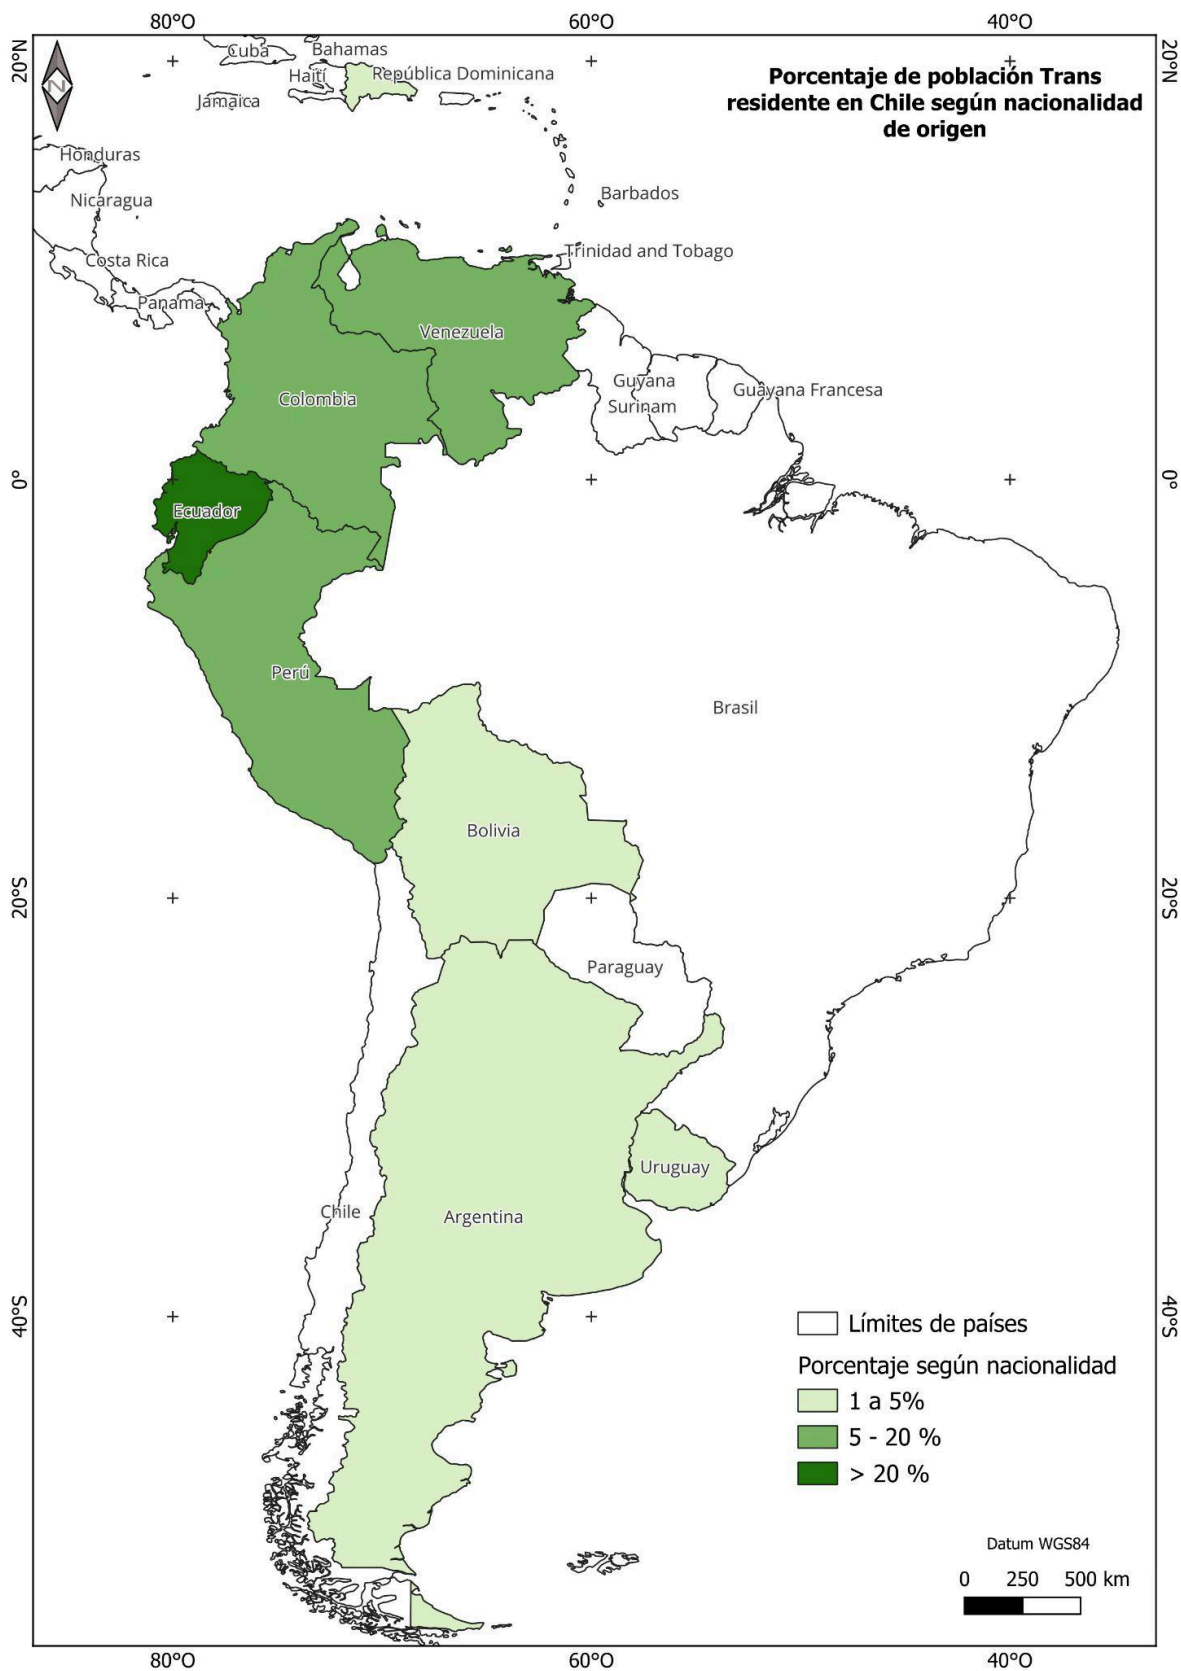 80°O
60°O
40°O
20°N
20°N
N
Cuba
Bahamas
Haití
República Dominicana
Jamaica
Porcentaje de población Trans
residente en Chile según nacionalidad
de origen
Honduras
Nicaragua
Barbados
Costa Rica
Trinidad and Tobago
Panama
Venezuela
Colombia
Guyana
Surinam
Guayana Francesa
0°
0°
Ecuador
Perú
Brasil
Bolivia
20°S
20°S
Paraguay
Uruguay
Chile
Argentina
40°S
40°S
Límites de países
Porcentaje según nacionalidad
1 a 5%
5 - 20 %
> 20 %
Datum WGS84
0 250 500 km
80°O
60°O
40°O